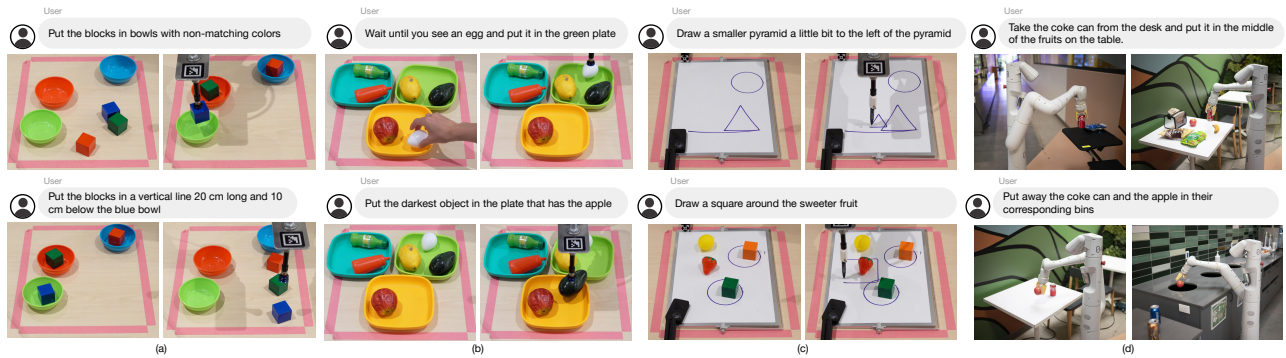 User
Put the blocks in bowls with non-matching colors
User
Wait until you see an egg and put it in the green plate
User
Draw a smaller pyramid a little bit to the left of the pyramid
User
Take the coke can from the desk and put it in the middle
of the fruits on the table.
User
Put the blocks in a vertical line 20 cm long and 10
cm below the blue bowl
User
Put the darkest object in the plate that has the apple
User
Draw a square around the sweeter fruit
User
Put away the coke can and the apple in their
corresponding bins
(a)
(b)
(c)
(d)